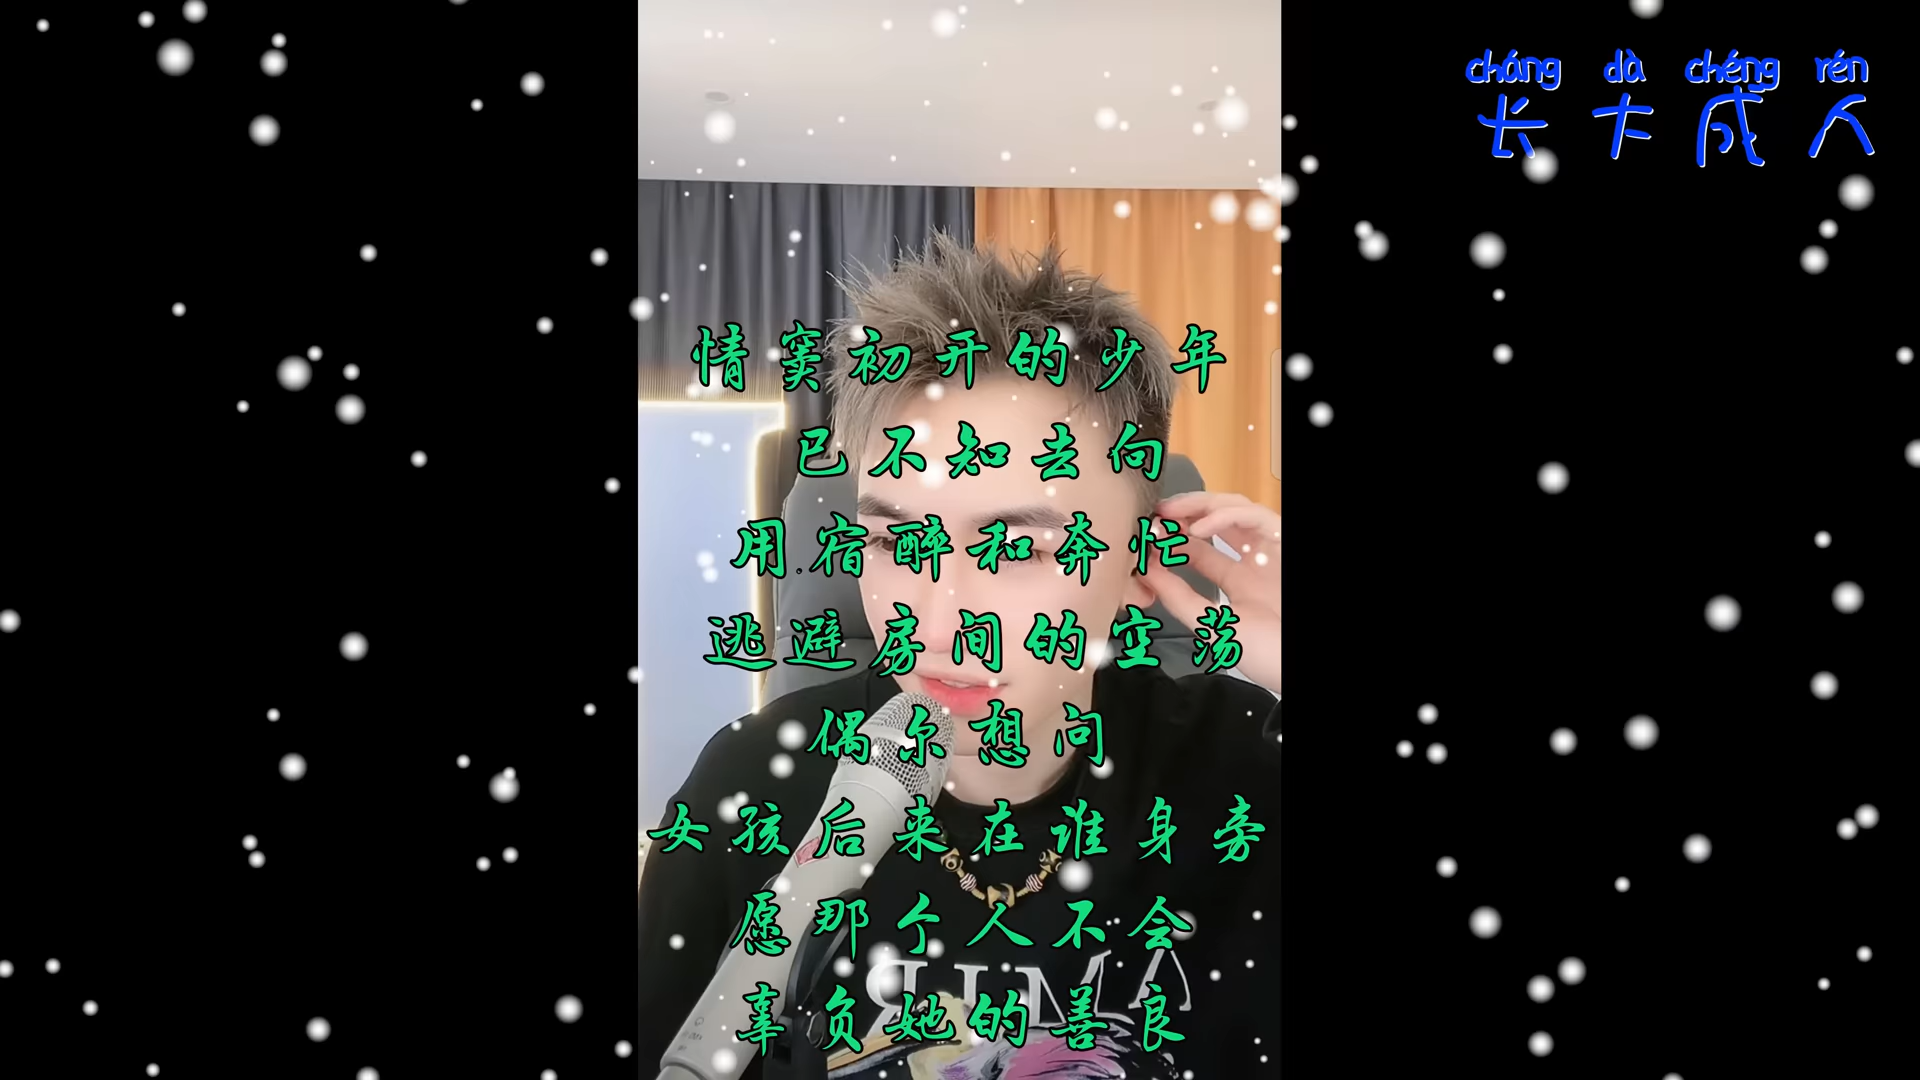 cháng dà chéng rén
长大成人
情窦初开的少年
已不知去向
用宿醉和奔忙
逃避房间的空荡
偶尔想问
女孩后来在谁身旁
愿那个人不会
辜负她的善良